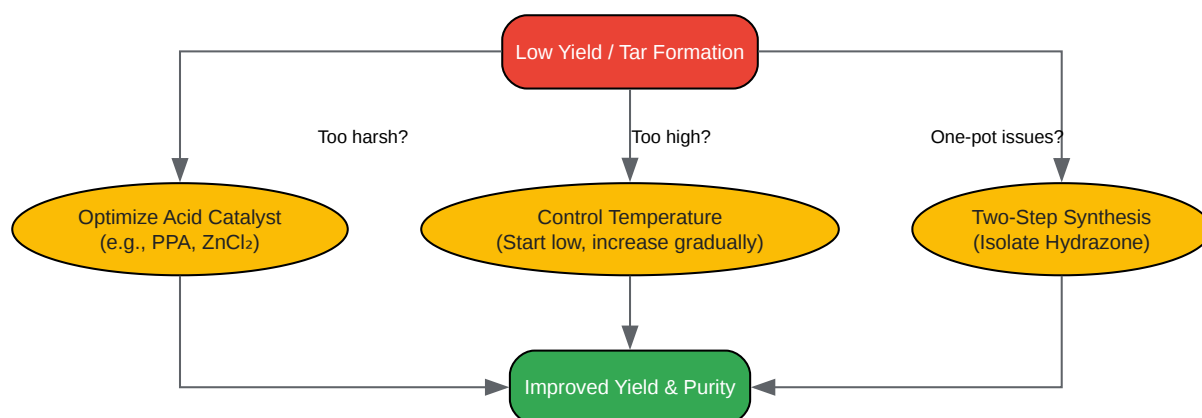 Low Yield / Tar Formation
Too harsh?
Too high?
One-pot issues?
Optimize Acid Catalyst
(e.g., PPA, ZnCl₂)
Control Temperature
(Start low, increase gradually)
Two-Step Synthesis
(Isolate Hydrazone)
Improved Yield & Purity